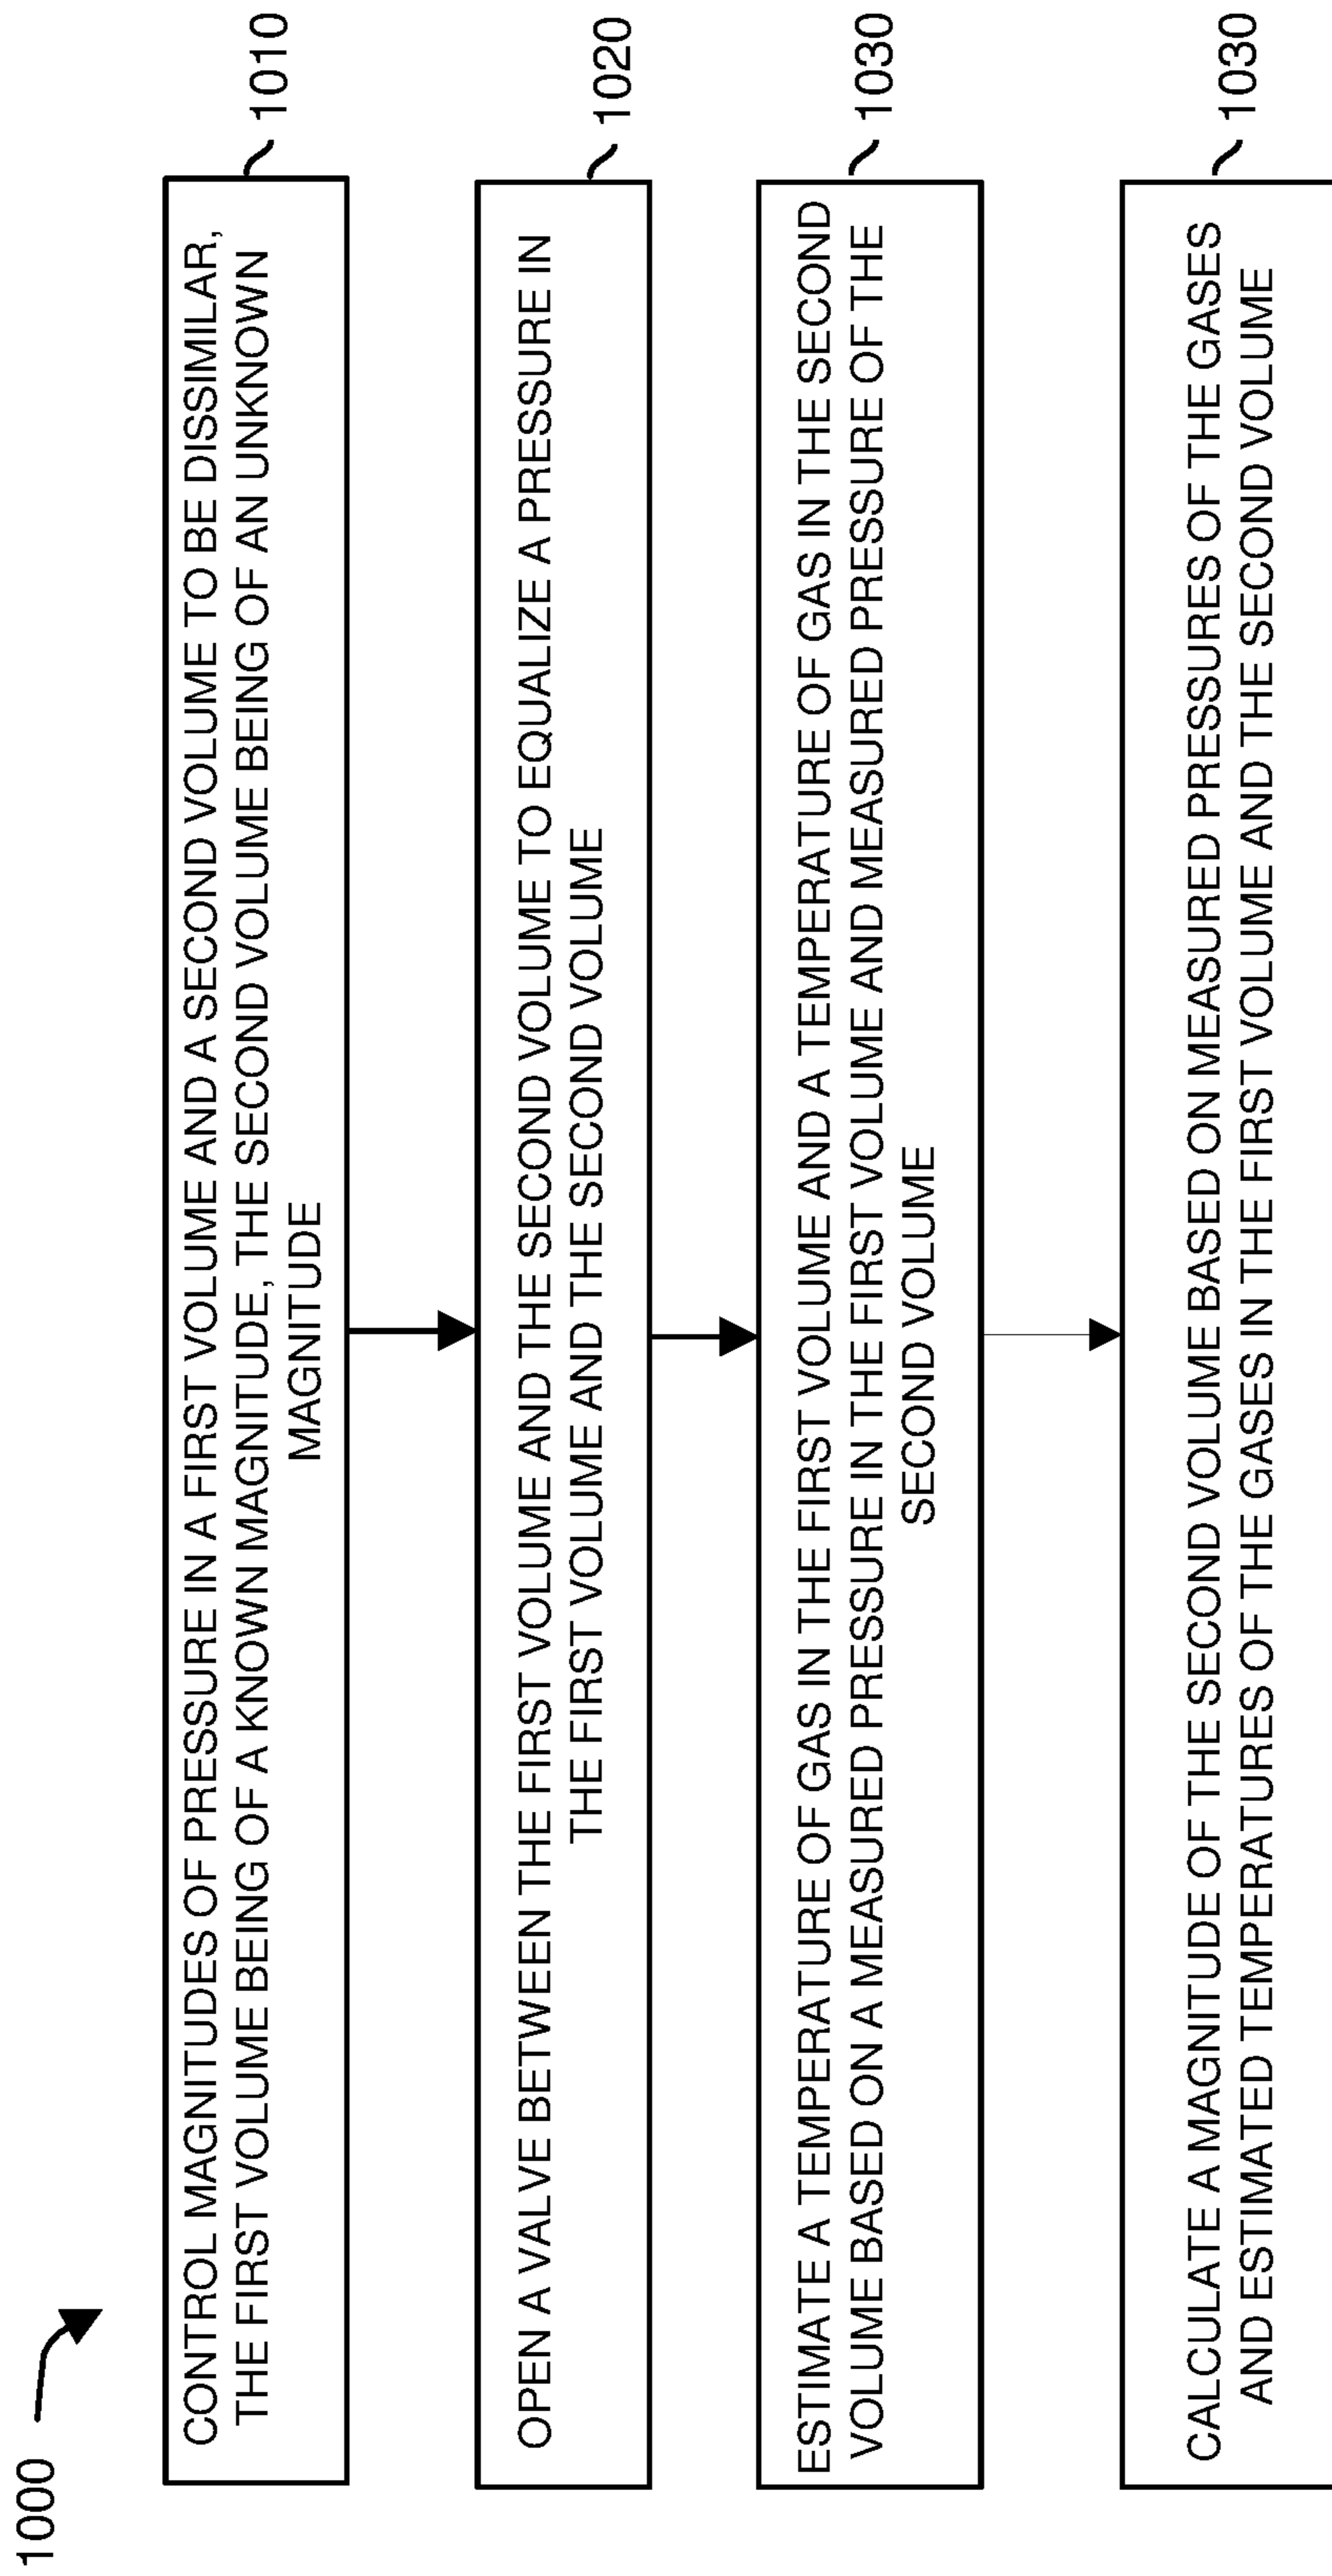 1000
CONTROL MAGNITUDES OF PRESSURE IN A FIRST VOLUME AND A SECOND VOLUME TO BE DISSIMILAR,
THE FIRST VOLUME BEING OF A KNOWN MAGNITUDE, THE SECOND VOLUME BEING OF AN UNKNOWN
MAGNITUDE
1010
OPEN A VALVE BETWEEN THE FIRST VOLUME AND THE SECOND VOLUME TO EQUALIZE A PRESSURE IN
THE FIRST VOLUME AND THE SECOND VOLUME
1020
ESTIMATE A TEMPERATURE OF GAS IN THE FIRST VOLUME AND A TEMPERATURE OF GAS IN THE SECOND
VOLUME BASED ON A MEASURED PRESSURE IN THE FIRST VOLUME AND MEASURED PRESSURE OF THE
SECOND VOLUME
1030
CALCULATE A MAGNITUDE OF THE SECOND VOLUME BASED ON MEASURED PRESSURES OF THE GASES
AND ESTIMATED TEMPERATURES OF THE GASES IN THE FIRST VOLUME AND THE SECOND VOLUME
1030